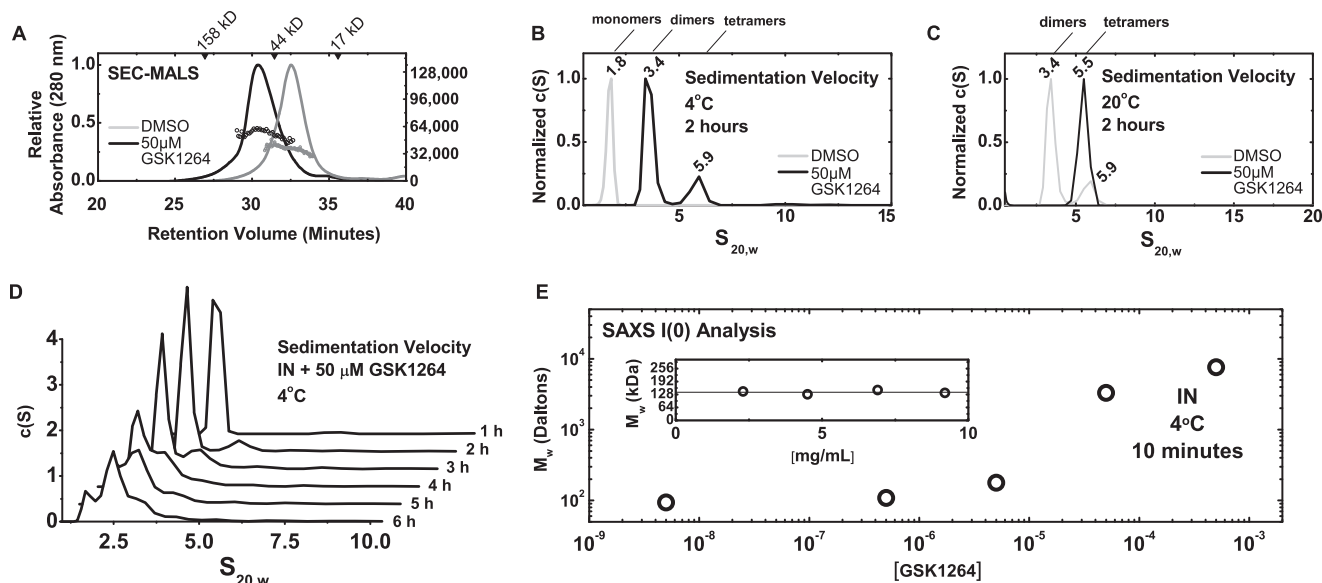 A
158 kD
44 kD
17 kD
1.0
0.5
0.0
Relative
Absorbance (280 nm)
SEC-MALS
DMSO
50µM
GSK1264
128,000
96,000
64,000
32,000
0
20
25
30
35
40
Retention Volume (Minutes)
B
monomers
dimers
tetramers
1.8
3.4
5.9
Normalized c(S)
1.0
0.5
0.0
Sedimentation Velocity
4°C
2 hours
DMSO
50µM
GSK1264
5
10
15
S20,w
C
dimers
tetramers
3.4
5.5
5.9
Normalized c(S)
1.0
0.5
0.0
Sedimentation Velocity
20°C
2 hours
DMSO
50µM
GSK1264
5
10
15
20
S20,w
D
4
3
2
1
0
c(S)
Sedimentation Velocity
IN + 50 µM GSK1264
4°C
1 h
2 h
3 h
4 h
5 h
6 h
2.5
5.0
7.5
10.0
S20,w
E
SAXS I(0) Analysis
Mw (Daltons)
10^4
10^3
10^2
Mw (kDa)
256
192
128
64
0
0
5
10
[mg/mL]
IN
4°C
10 minutes
10^-9
10^-8
10^-7
10^-6
10^-5
10^-4
10^-3
[GSK1264]